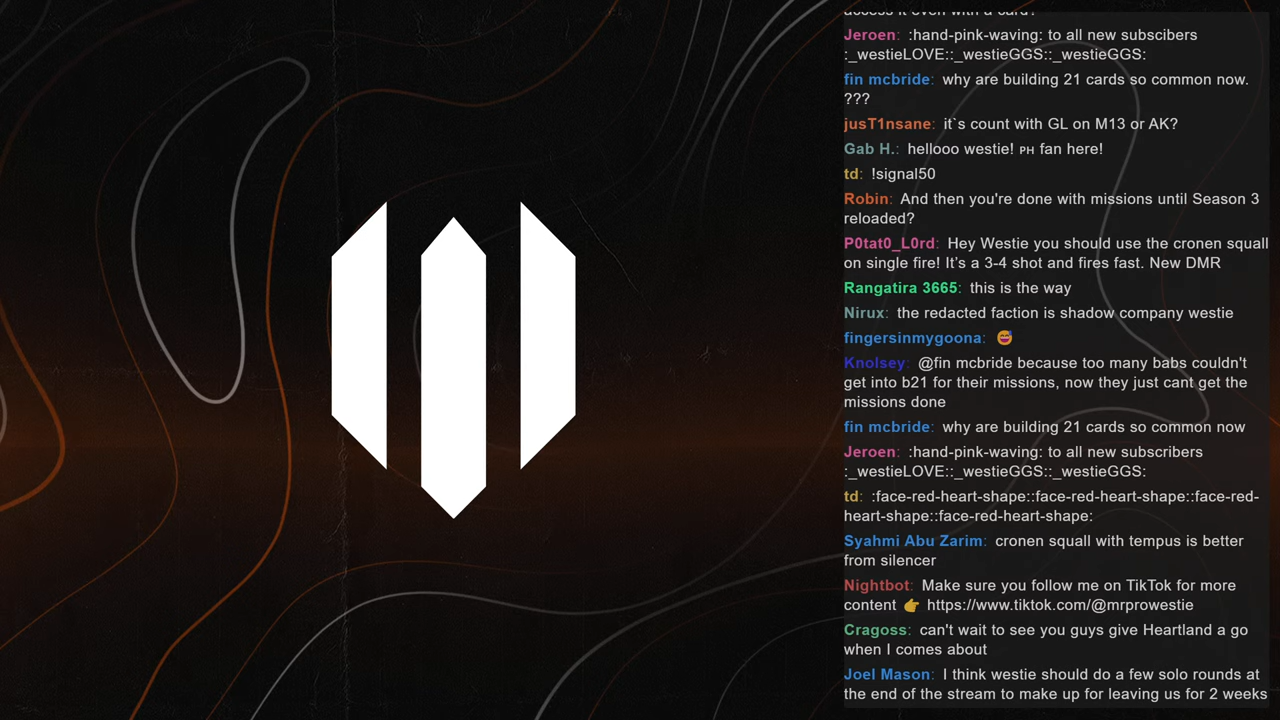 access it even with a card?
Jeroen: :hand-pink-waving: to all new subscibers
:_westieLOVE::_westieGGS::_westieGGS:
fin mcbride: why are building 21 cards so common now.
???
jusT1nsane: it`s count with GL on M13 or AK?
Gab H.: hellooo westie! PH fan here!
td: !signal50
Robin: And then you're done with missions until Season 3
reloaded?
P0tat0_L0rd: Hey Westie you should use the cronen squall
on single fire! It's a 3-4 shot and fires fast. New DMR
Rangatira 3665: this is the way
Nirux: the redacted faction is shadow company westie
fingersinmygoona: 😅
Knolsey: @fin mcbride because too many babs couldn't
get into b21 for their missions, now they just cant get the
missions done
fin mcbride: why are building 21 cards so common now
Jeroen: :hand-pink-waving: to all new subscribers
:_westieLOVE::_westieGGS::_westieGGS:
td: :face-red-heart-shape::face-red-heart-shape::face-red-
heart-shape::face-red-heart-shape:
Syahmi Abu Zarim: cronen squall with tempus is better
from silencer
Nightbot: Make sure you follow me on TikTok for more
content 👉 https://www.tiktok.com/@mrprowestie
Cragoss: can't wait to see you guys give Heartland a go
when I comes about
Joel Mason: I think westie should do a few solo rounds at
the end of the stream to make up for leaving us for 2 weeks